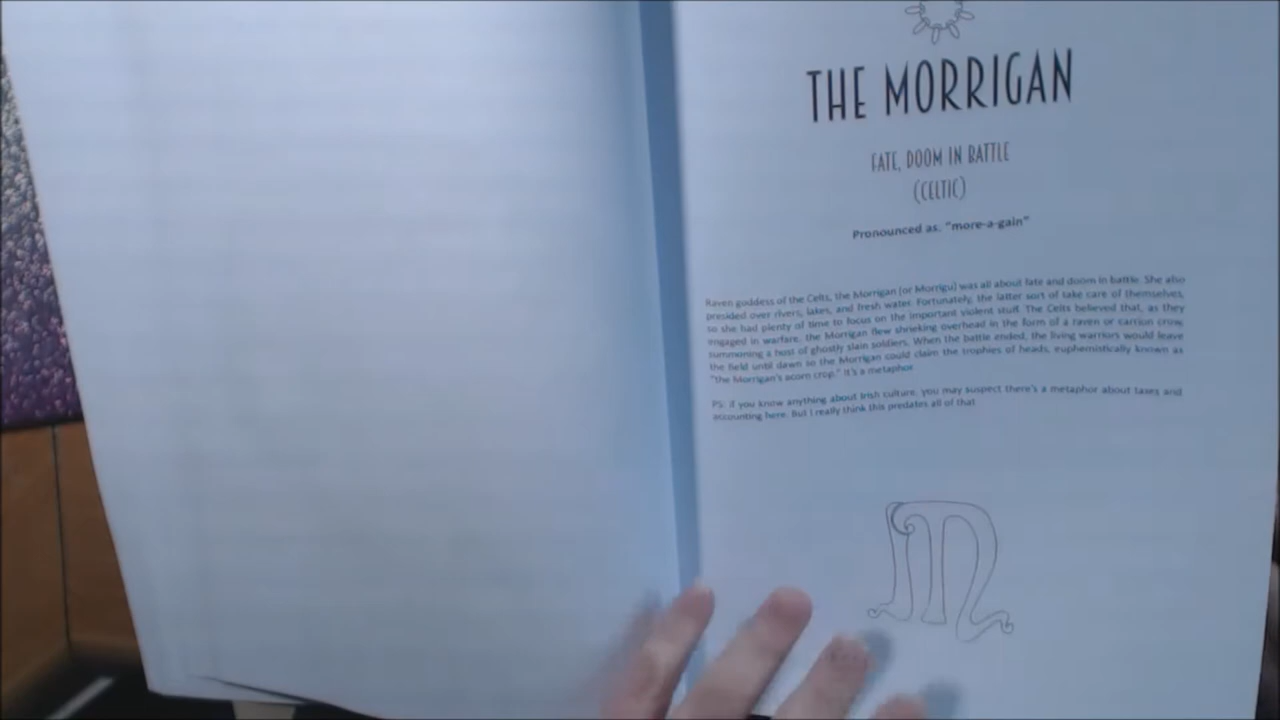 THE MORRIGAN
FATE, DOOM IN BATTLE
(CELTIC)
Pronounced as. "more-a-gain"
Raven goddess of the Celts, the Morrigan [or Morrigu] was all about fate and doom in battle. She also
presided over rivers, lakes, and fresh water. Fortunately, the latter sort of take care of themselves,
so she had plenty of time to focus on the important violent stuff. The Celts believed that, as they
engaged in warfare, the Morrigan flew shrieking overhead in the form of a raven or carrion crow,
summoning a host of ghostly slain soldiers. When the battle ended, the living warriors would leave
the field until dawn so the Morrigan could claim the trophies of heads, euphemistically known as
"the Morrigan's acorn crop." It's a metaphor
PS: if you know anything about Irish culture, you may suspect there's a metaphor about taxes and
accounting here. But I really think this predates all of that
M